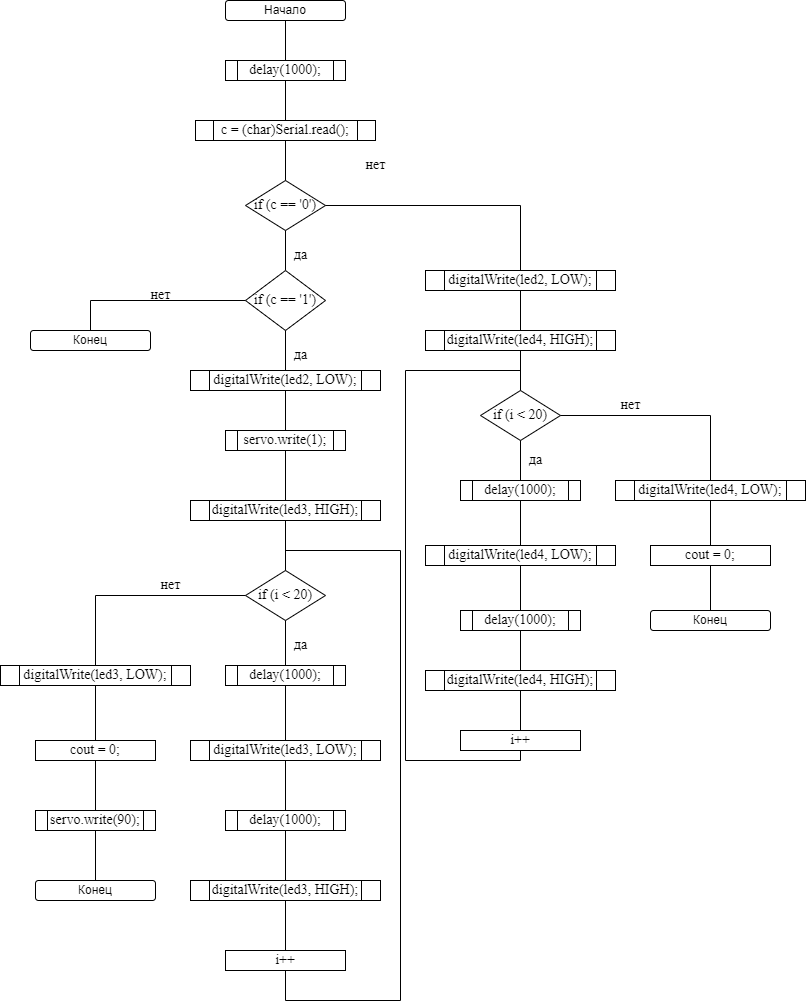 Начало
delay(1000);
c = (char)Serial.read();
нет
if (c == '0')
да
digitalWrite(led2, LOW);
нет
if (c == '1')
Конец
digitalWrite(led4, HIGH);
да
digitalWrite(led2, LOW);
нет
if (i < 20)
servo.write(1);
да
delay(1000);
digitalWrite(led4, LOW);
digitalWrite(led3, HIGH);
digitalWrite(led4, LOW);
cout = 0;
нет
if (i < 20)
delay(1000);
Конец
да
digitalWrite(led3, LOW);
delay(1000);
digitalWrite(led4, HIGH);
i++
cout = 0;
digitalWrite(led3, LOW);
servo.write(90);
delay(1000);
Конец
digitalWrite(led3, HIGH);
i++